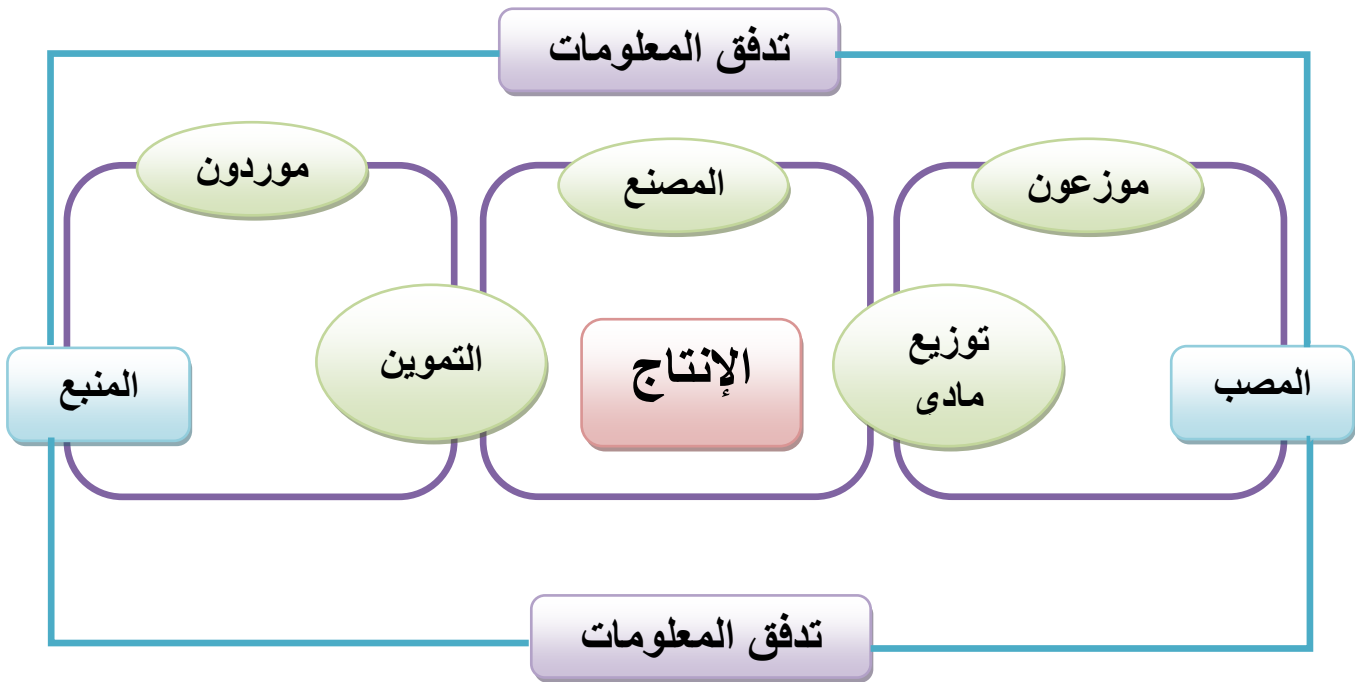 تدفق المعلومات
موزعون
المصنع
موردون
المصب
توزيع
مادى
الإنتاج
التموين
المنبع
تدفق المعلومات